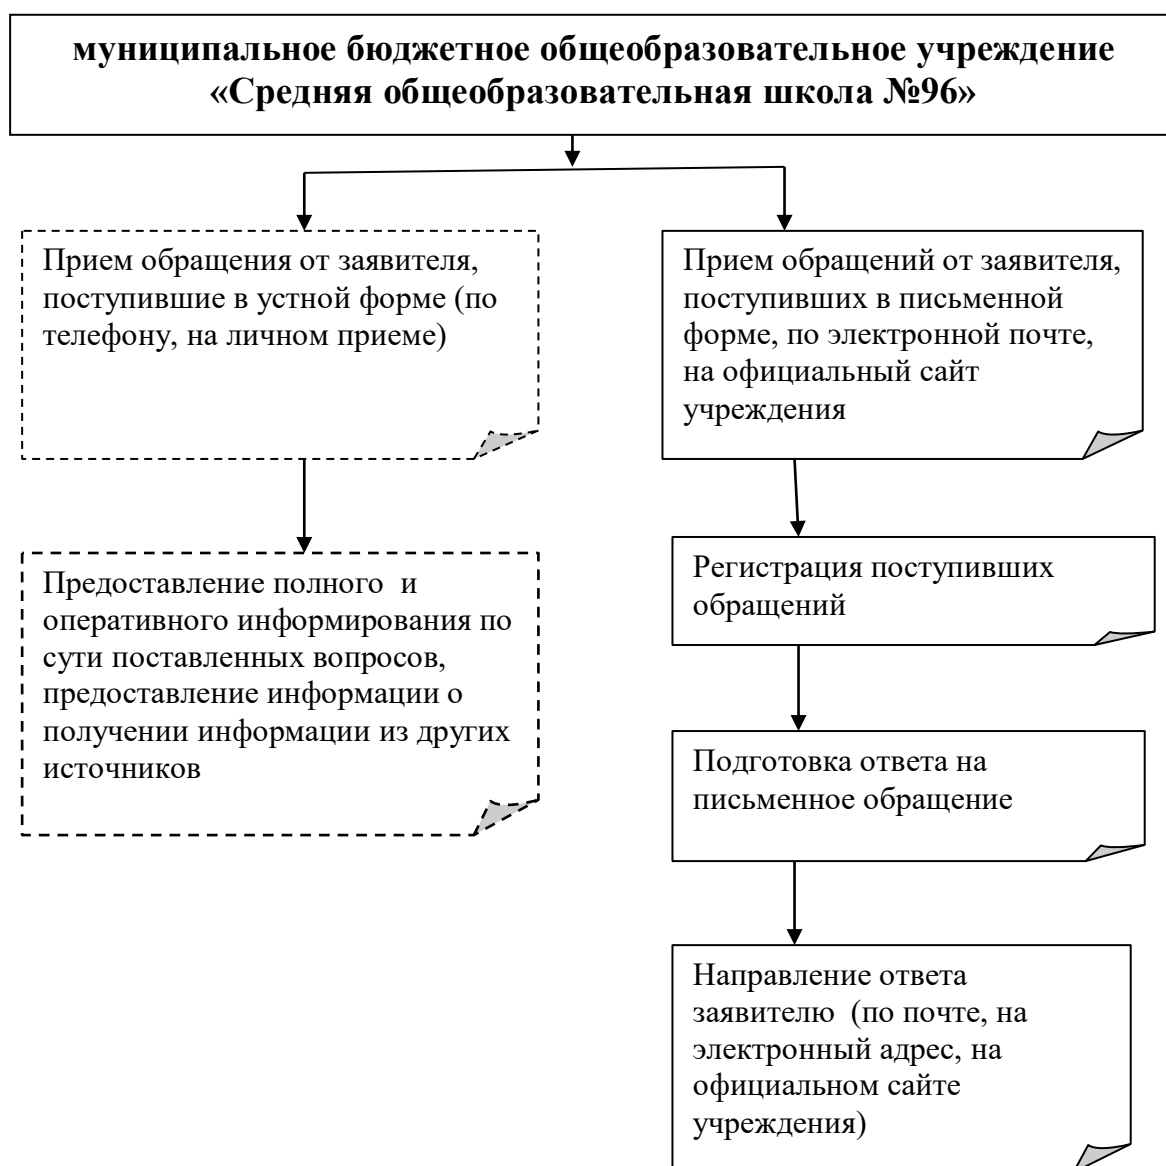 муниципальное бюджетное общеобразовательное учреждение
«Средняя общеобразовательная школа №96»
Прием обращения от заявителя,
поступившие в устной форме (по
телефону, на личном приеме)
Прием обращений от заявителя,
поступивших в письменной
форме, по электронной почте,
на официальный сайт
учреждения
Предоставление полного  и
оперативного информирования по
сути поставленных вопросов,
предоставление информации о
получении информации из других
источников
Регистрация поступивших
обращений
Подготовка ответа на
письменное обращение
Направление ответа
заявителю  (по почте, на
электронный адрес, на
официальном сайте
учреждения)